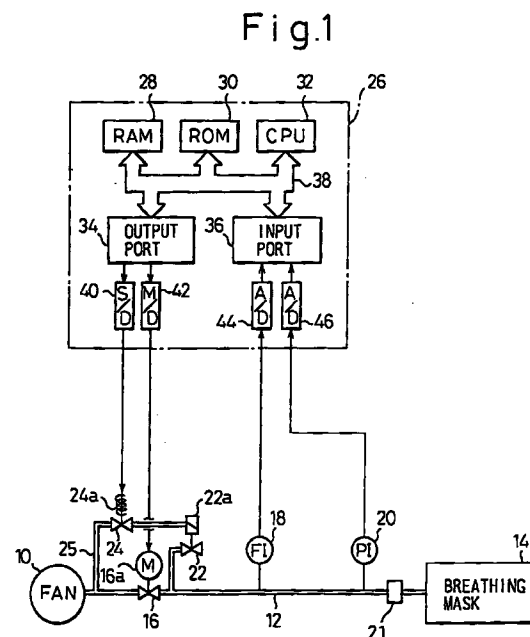 Fig.1
28 30 32 26
RAM ROM CPU
38
34 OUTPUT PORT 36 INPUT PORT
40 S/D M/D 42 44 A/D A/D 46
24a
22a 18 20
FI PI 14
25 24 16a M 22
10 FAN 16 12 21 BREATHING MASK